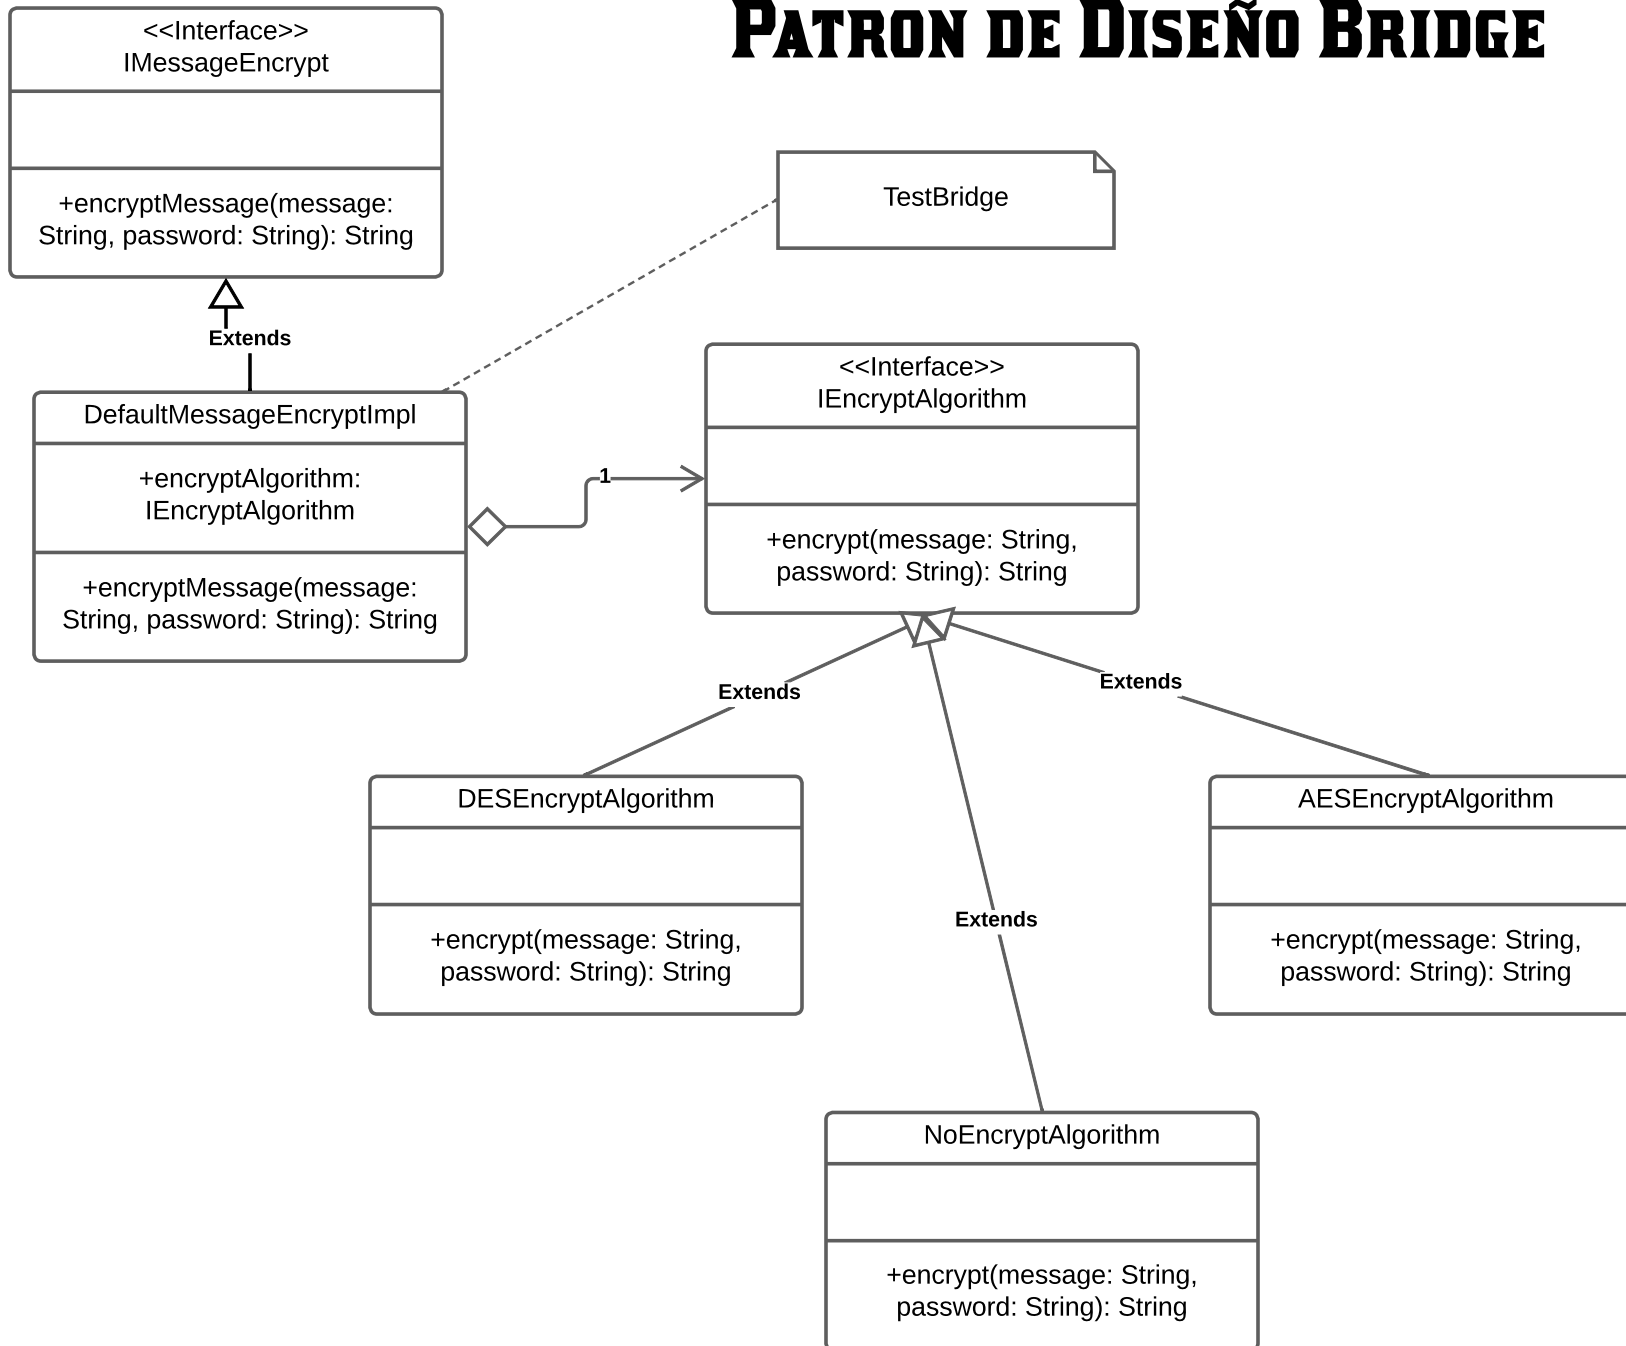 PATRON DE DISEÑO BRIDGE
<<Interface>>
IMessageEncrypt
+encryptMessage(message:
String, password: String): String
TestBridge
Extends
DefaultMessageEncryptImpl
+encryptAlgorithm:
IEncryptAlgorithm
+encryptMessage(message:
String, password: String): String
1
<<Interface>>
IEncryptAlgorithm
+encrypt(message: String,
password: String): String
Extends
Extends
Extends
DESEncryptAlgorithm
+encrypt(message: String,
password: String): String
AESEncryptAlgorithm
+encrypt(message: String,
password: String): String
NoEncryptAlgorithm
+encrypt(message: String,
password: String): String